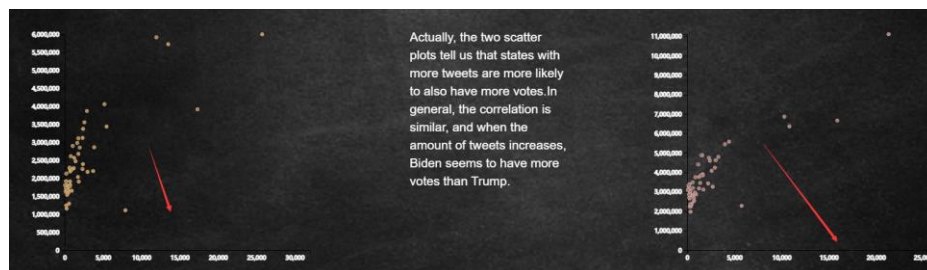 6,000,000
5,500,000
5,000,000
4,500,000
4,000,000
3,500,000
3,000,000
2,500,000
2,000,000
1,500,000
1,000,000
500,000
0
0 5,000 10,000 15,000 20,000 25,000 30,000
Actually, the two scatter
plots tell us that states with
more tweets are more likely
to also have more votes.In
general, the correlation is
similar, and when the
amount of tweets increases,
Biden seems to have more
votes than Trump.
11,000,000
10,000,000
9,000,000
8,000,000
7,000,000
6,000,000
5,000,000
4,000,000
3,000,000
2,000,000
1,000,000
0
0 5,000 10,000 15,000 20,000